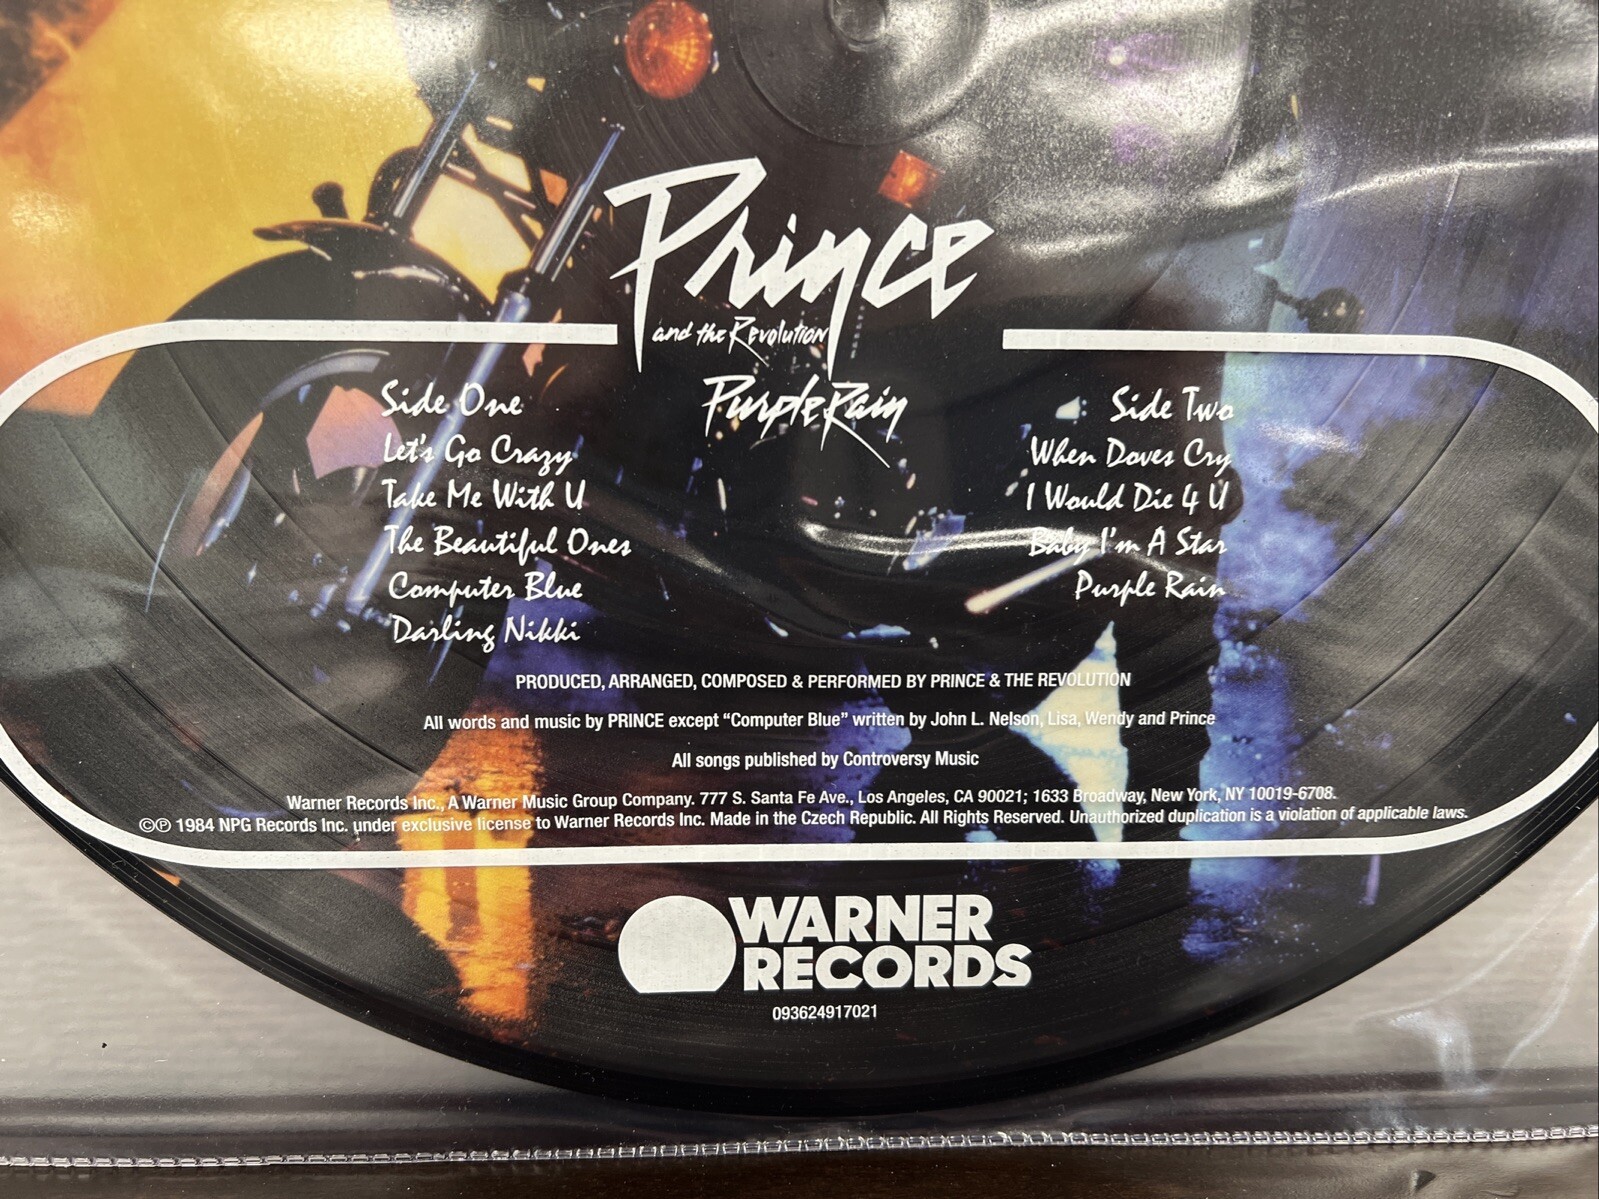 Prince
and the Revolution
Purple Rain
Side One
Let's Go Crazy
Take Me With U
The Beautiful Ones
Computer Blue
Darling Nikki
Side Two
When Doves Cry
I Would Die 4 U
Baby I'm A Star
Purple Rain
PRODUCED, ARRANGED, COMPOSED & PERFORMED BY PRINCE & THE REVOLUTION
All words and music by PRINCE except “Computer Blue” written by John L. Nelson, Lisa, Wendy and Prince
All songs published by Controversy Music
Warner Records Inc., A Warner Music Group Company. 777 S. Santa Fe Ave., Los Angeles, CA 90021; 1633 Broadway, New York, NY 10019-6708.
©℗ 1984 NPG Records Inc. under exclusive license to Warner Records Inc. Made in the Czech Republic. All Rights Reserved. Unauthorized duplication is a violation of applicable laws.
WARNER
RECORDS
093624917021